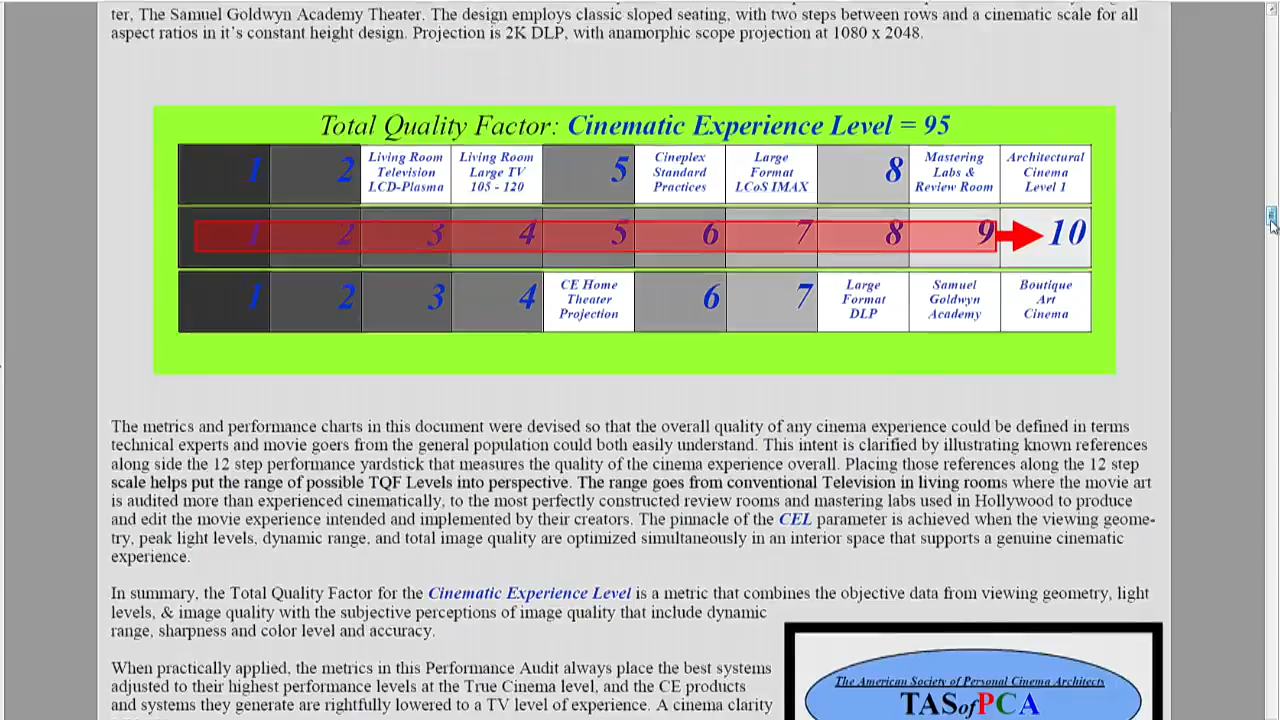 ter, The Samuel Goldwyn Academy Theater. The design employs classic sloped seating, with two steps between rows and a cinematic scale for all
aspect ratios in it's constant height design. Projection is 2K DLP, with anamorphic scope projection at 1080 x 2048.
Total Quality Factor: Cinematic Experience Level = 95
1 2 Living Room Television LCD-Plasma Living Room Large TV 105 - 120 5 Cineplex Standard Practices Large Format LCoS IMAX 8 Mastering Labs & Review Room Architectural Cinema Level 1
1 2 3 4 5 6 7 8 9 10
1 2 3 4 CE Home Theater Projection 6 7 Large Format DLP Samuel Goldwyn Academy Boutique Art Cinema
The metrics and performance charts in this document were devised so that the overall quality of any cinema experience could be defined in terms
technical experts and movie goers from the general population could both easily understand. This intent is clarified by illustrating known references
along side the 12 step performance yardstick that measures the quality of the cinema experience overall. Placing those references along the 12 step
scale helps put the range of possible TQF Levels into perspective. The range goes from conventional Television in living rooms where the movie art
is audited more than experienced cinematically, to the most perfectly constructed review rooms and mastering labs used in Hollywood to produce
and edit the movie experience intended and implemented by their creators. The pinnacle of the CEL parameter is achieved when the viewing geome-
try, peak light levels, dynamic range, and total image quality are optimized simultaneously in an interior space that supports a genuine cinematic
experience.
In summary, the Total Quality Factor for the Cinematic Experience Level is a metric that combines the objective data from viewing geometry, light
levels, & image quality with the subjective perceptions of image quality that include dynamic
range, sharpness and color level and accuracy.
When practically applied, the metrics in this Performance Audit always place the best systems
adjusted to their highest performance levels at the True Cinema level, and the CE products
and systems they generate are rightfully lowered to a TV level of experience. A cinema clarity
The American Society of Personal Cinema Architects
TASofPCA